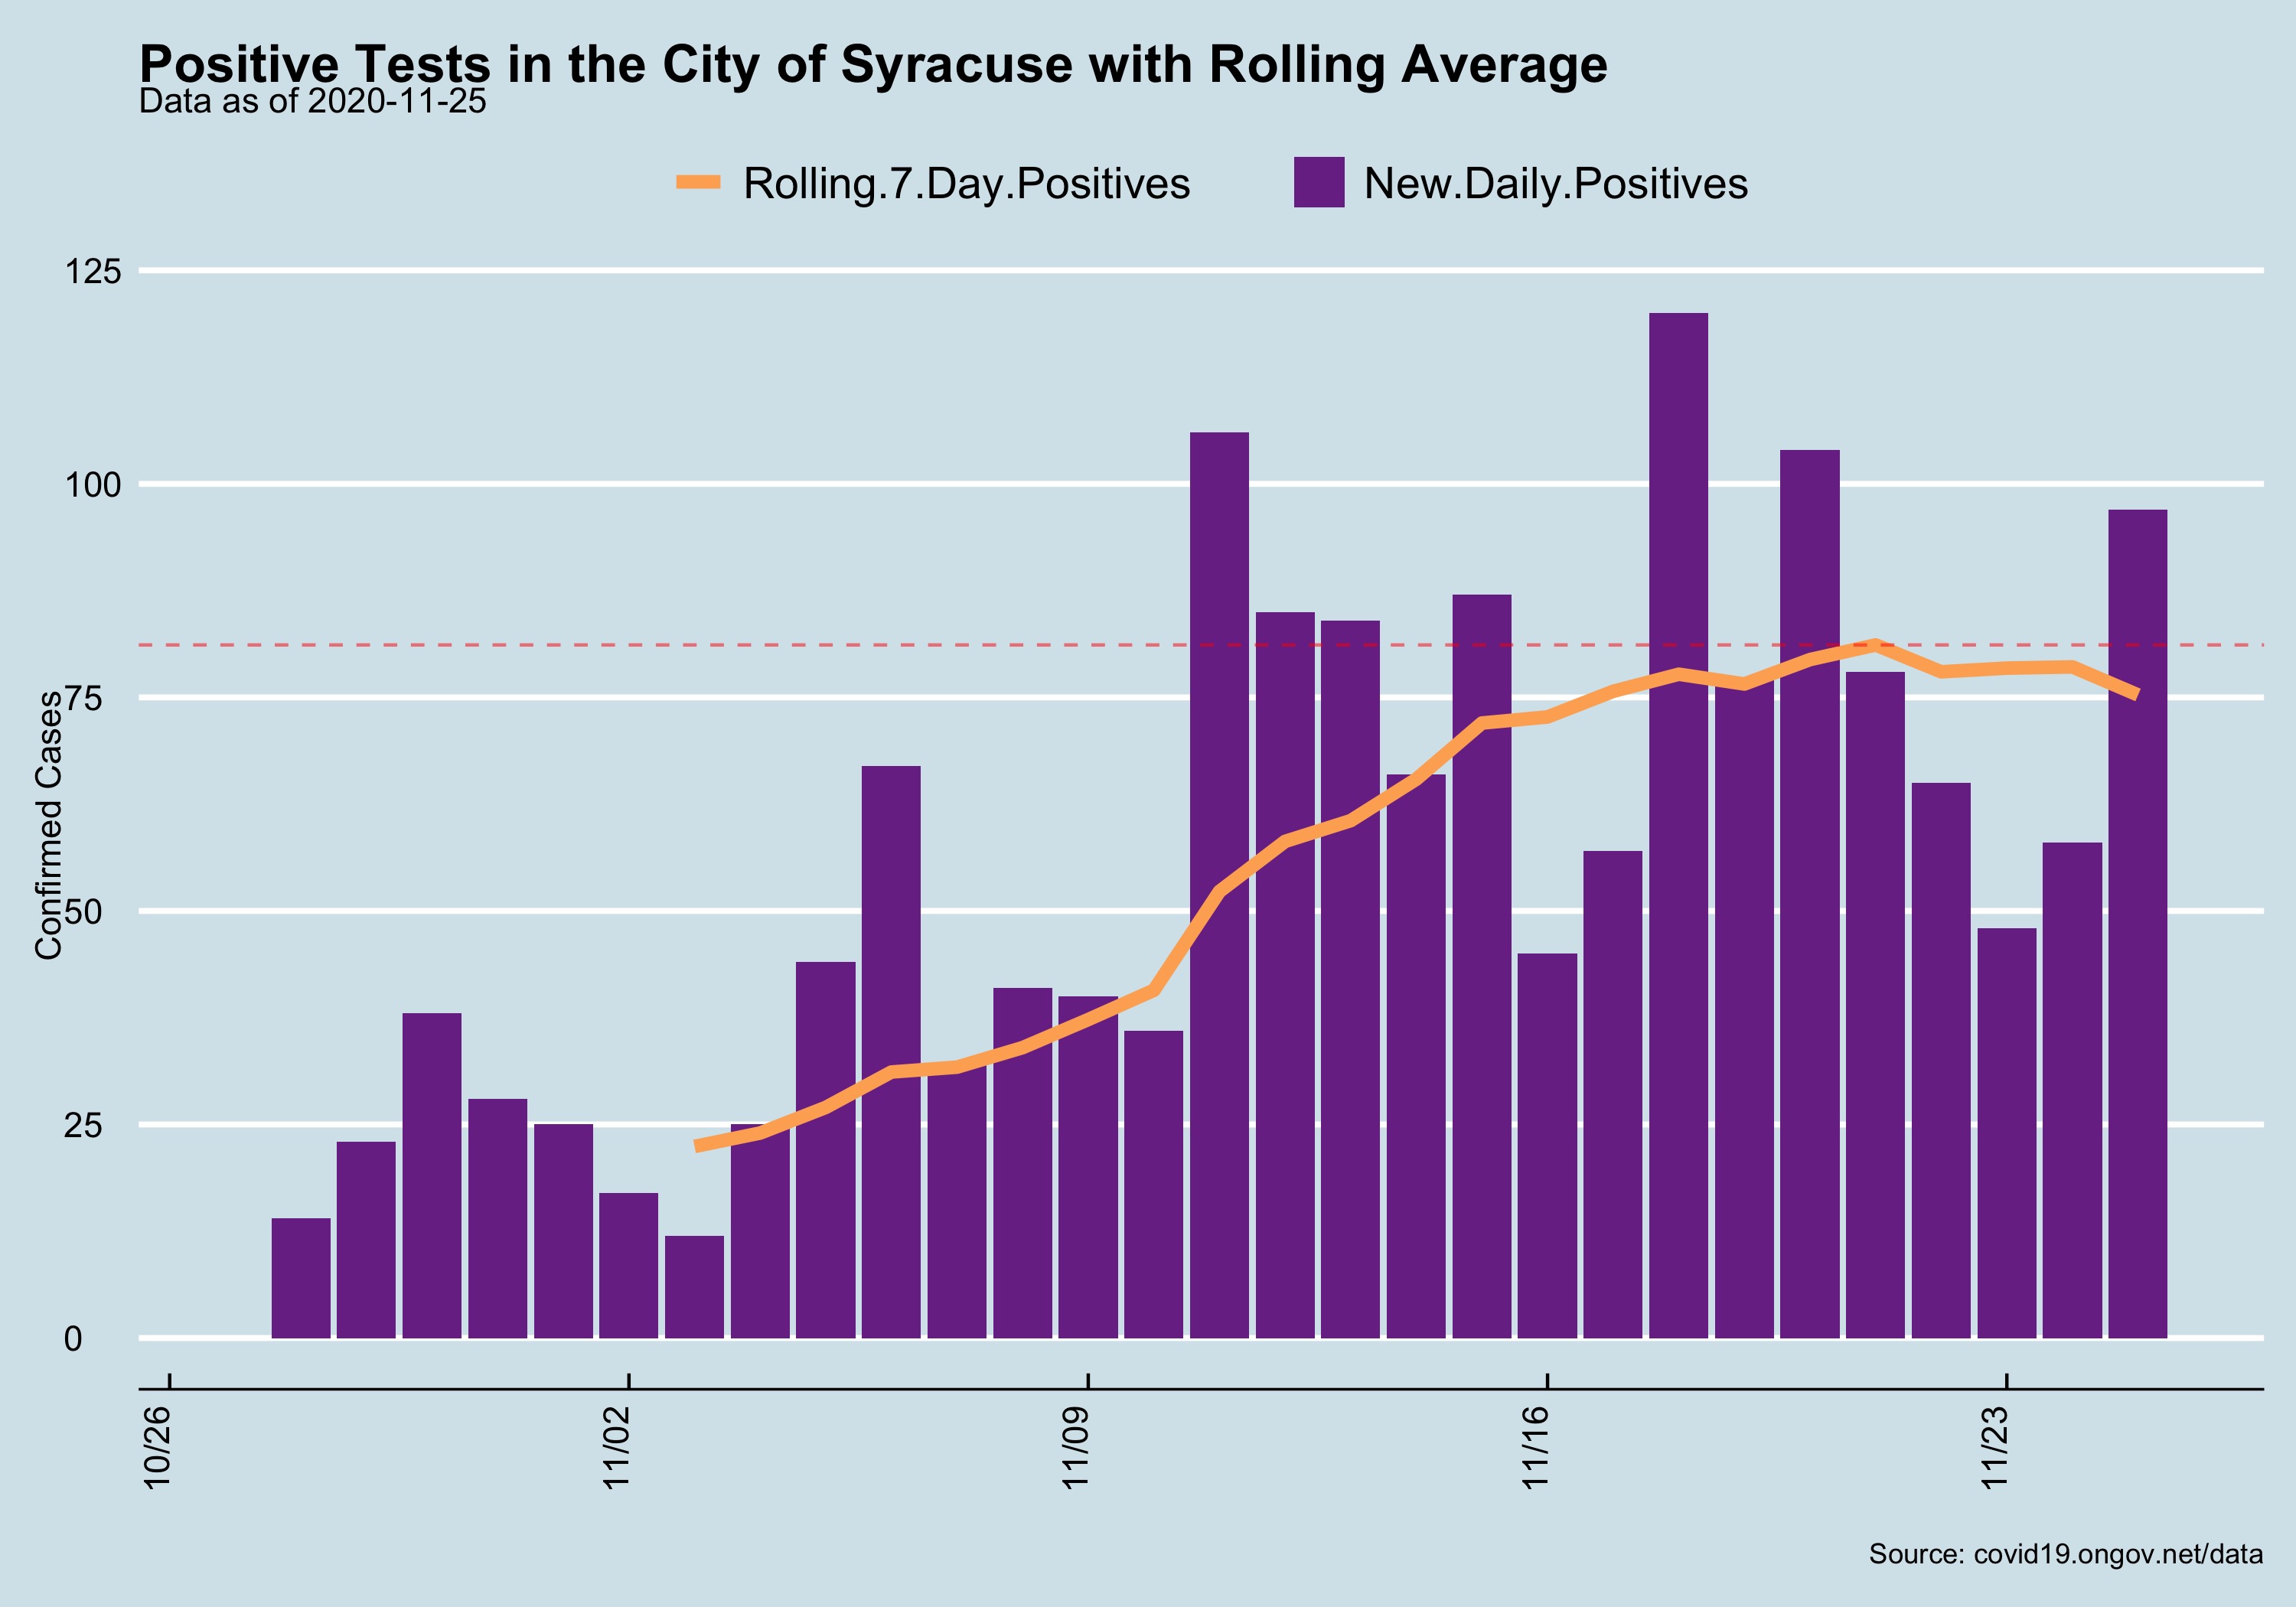 Positive Tests in the City of Syracuse with Rolling Average
Data as of 2020-11-25
Rolling.7.Day.Positives New.Daily.Positives
125
100
75
50
25
0
Confirmed Cases
10/26 11/02 11/09 11/16 11/23
Source: covid19.ongov.net/data